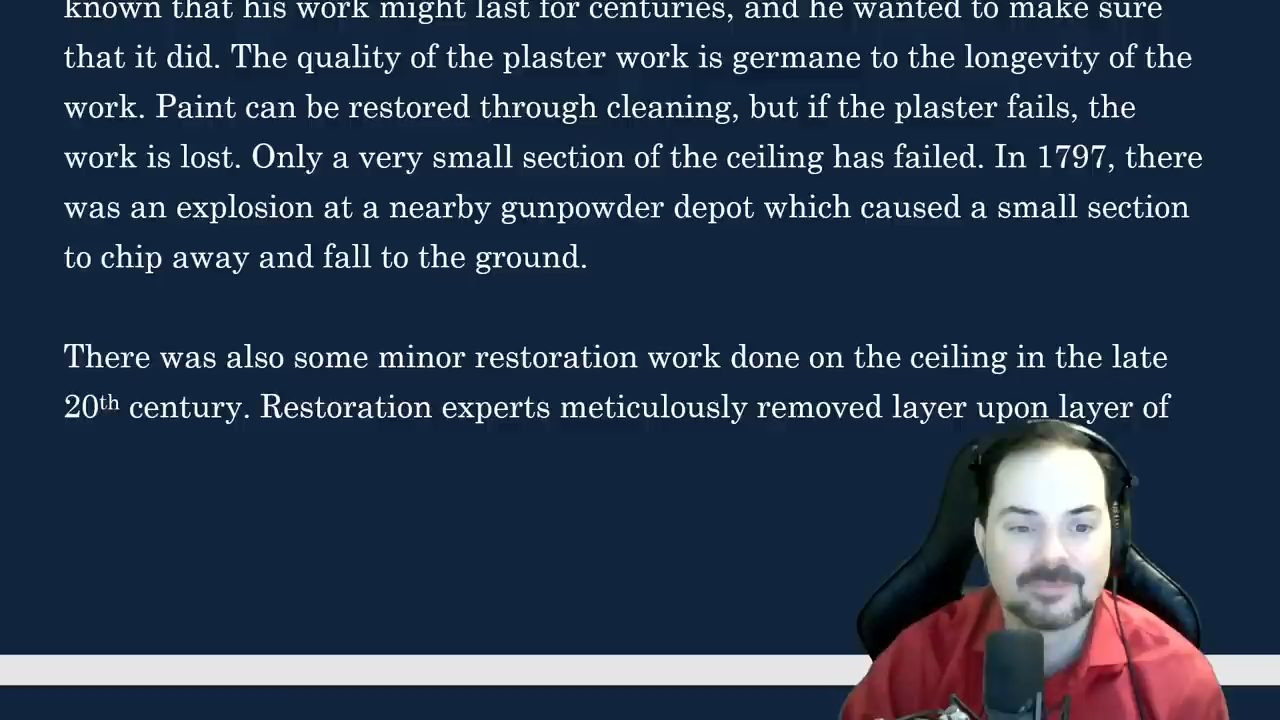 known that his work might last for centuries, and he wanted to make sure
that it did. The quality of the plaster work is germane to the longevity of the
work. Paint can be restored through cleaning, but if the plaster fails, the
work is lost. Only a very small section of the ceiling has failed. In 1797, there
was an explosion at a nearby gunpowder depot which caused a small section
to chip away and fall to the ground.
There was also some minor restoration work done on the ceiling in the late
20th century. Restoration experts meticulously removed layer upon layer of